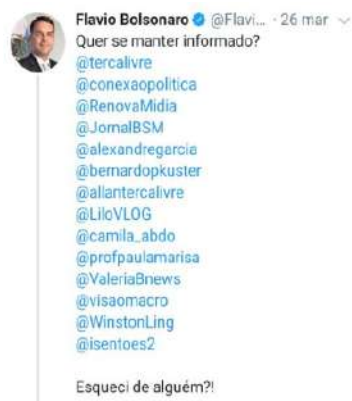 Flavio Bolsonaro @Flavi... · 26 mar
Quer se manter informado?
@tercalivre
@conexaopolitica
@RenovaMidia
@JornalBSM
@alexandregarcia
@bernardopkuster
@allantercalivre
@LiloVLOG
@camila_abdo
@profpaulamarisa
@ValeriaBnews
@visaomacro
@WinstonLing
@isentoes2
Esqueci de alguém?!